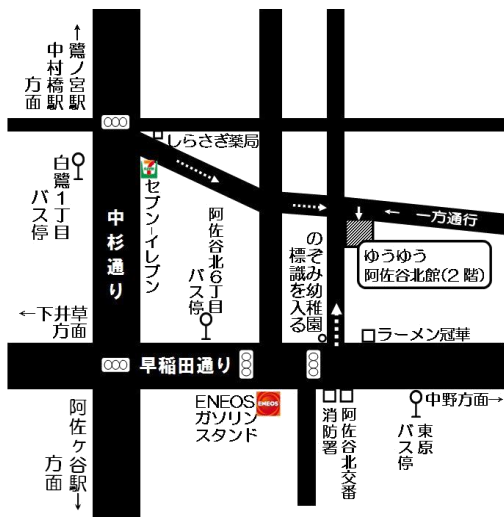 ←鷺ノ宮駅
中村橋駅
方面
しらさぎ薬局
白鷺1丁目
バス停
セブン-イレブン
中杉通り
阿佐谷北6丁目
バス停
のぞみ幼稚園
標識を入る
← 一方通行
ゆうゆう
阿佐谷北館(2階)
←下井草
方面
ラーメン冠華
早稲田通り
ENEOS
ガソリン
スタンド
ENEOS
消防署
阿佐谷北交番
東原
バス停
中野方面→
阿佐ヶ谷駅→
方面